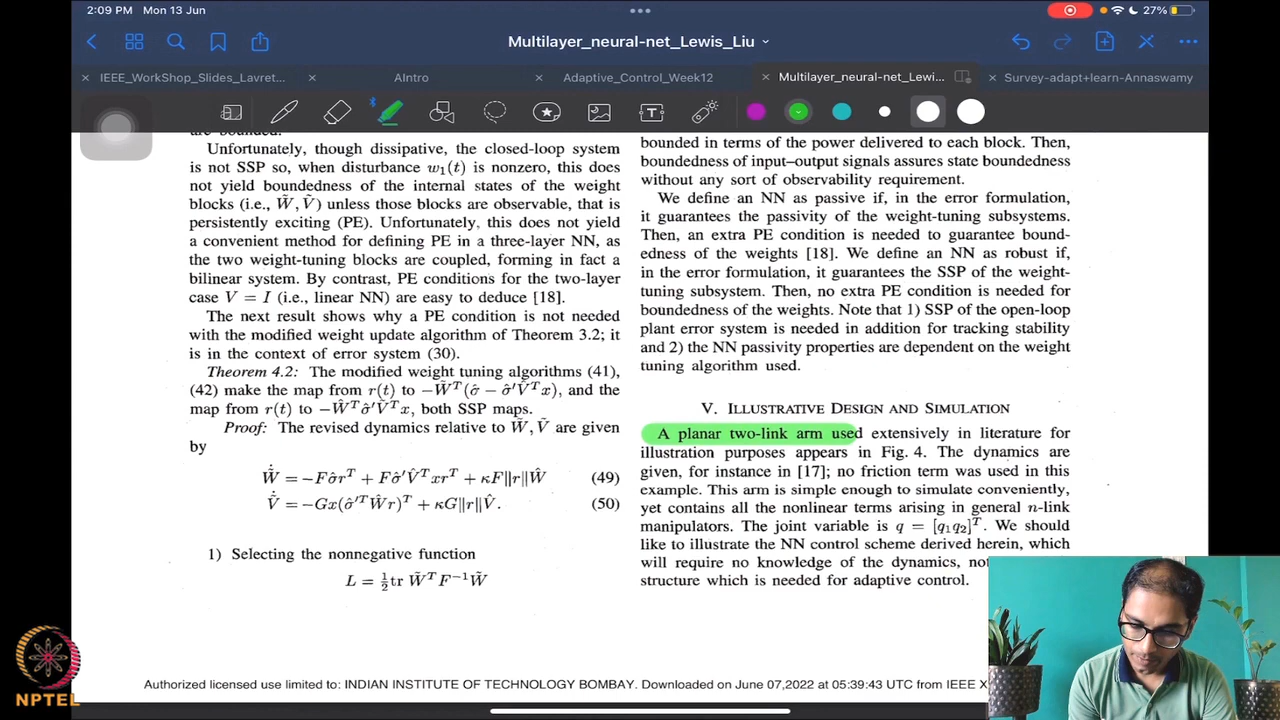 2:09 PM Mon 13 Jun
27%
Multilayer_neural-net_Lewis_Liu
IEEE_WorkShop_Slides_Lavret...
AIntro
Adaptive_Control_Week12
Multilayer_neural-net_Lewi...
Survey-adapt+learn-Annaswamy
are bounded.
Unfortunately, though dissipative, the closed-loop system
is not SSP so, when disturbance w₁(t) is nonzero, this does
not yield boundedness of the internal states of the weight
blocks (i.e., W̃, Ṽ) unless those blocks are observable, that is
persistently exciting (PE). Unfortunately, this does not yield
a convenient method for defining PE in a three-layer NN, as
the two weight-tuning blocks are coupled, forming in fact a
bilinear system. By contrast, PE conditions for the two-layer
case V = I (i.e., linear NN) are easy to deduce [18].
The next result shows why a PE condition is not needed
with the modified weight update algorithm of Theorem 3.2; it
is in the context of error system (30).
Theorem 4.2: The modified weight tuning algorithms (41),
(42) make the map from r(t) to −W̃ᵀ(σ̂ − σ̂′V̂ᵀx), and the
map from r(t) to −Ŵᵀσ̂′Ṽᵀx, both SSP maps.
Proof: The revised dynamics relative to W̃, Ṽ are given
by
W̃̇ = −Fσ̂rᵀ + Fσ̂′V̂ᵀxrᵀ + κF‖r‖Ŵ (49)
Ṽ̇ = −Gx(σ̂′ᵀŴr)ᵀ + κG‖r‖V̂. (50)
1) Selecting the nonnegative function
L = ½tr W̃ᵀF⁻¹W̃
bounded in terms of the power delivered to each block. Then,
boundedness of input–output signals assures state boundedness
without any sort of observability requirement.
We define an NN as passive if, in the error formulation,
it guarantees the passivity of the weight-tuning subsystems.
Then, an extra PE condition is needed to guarantee bound-
edness of the weights [18]. We define an NN as robust if,
in the error formulation, it guarantees the SSP of the weight-
tuning subsystem. Then, no extra PE condition is needed for
boundedness of the weights. Note that 1) SSP of the open-loop
plant error system is needed in addition for tracking stability
and 2) the NN passivity properties are dependent on the weight
tuning algorithm used.
V. ILLUSTRATIVE DESIGN AND SIMULATION
A planar two-link arm used extensively in literature for
illustration purposes appears in Fig. 4. The dynamics are
given, for instance in [17]; no friction term was used in this
example. This arm is simple enough to simulate conveniently,
yet contains all the nonlinear terms arising in general n-link
manipulators. The joint variable is q = [q₁q₂]ᵀ. We should
like to illustrate the NN control scheme derived herein, which
will require no knowledge of the dynamics, no
structure which is needed for adaptive control.
Authorized licensed use limited to: INDIAN INSTITUTE OF TECHNOLOGY BOMBAY. Downloaded on June 07,2022 at 05:39:43 UTC from IEEE X
NPTEL